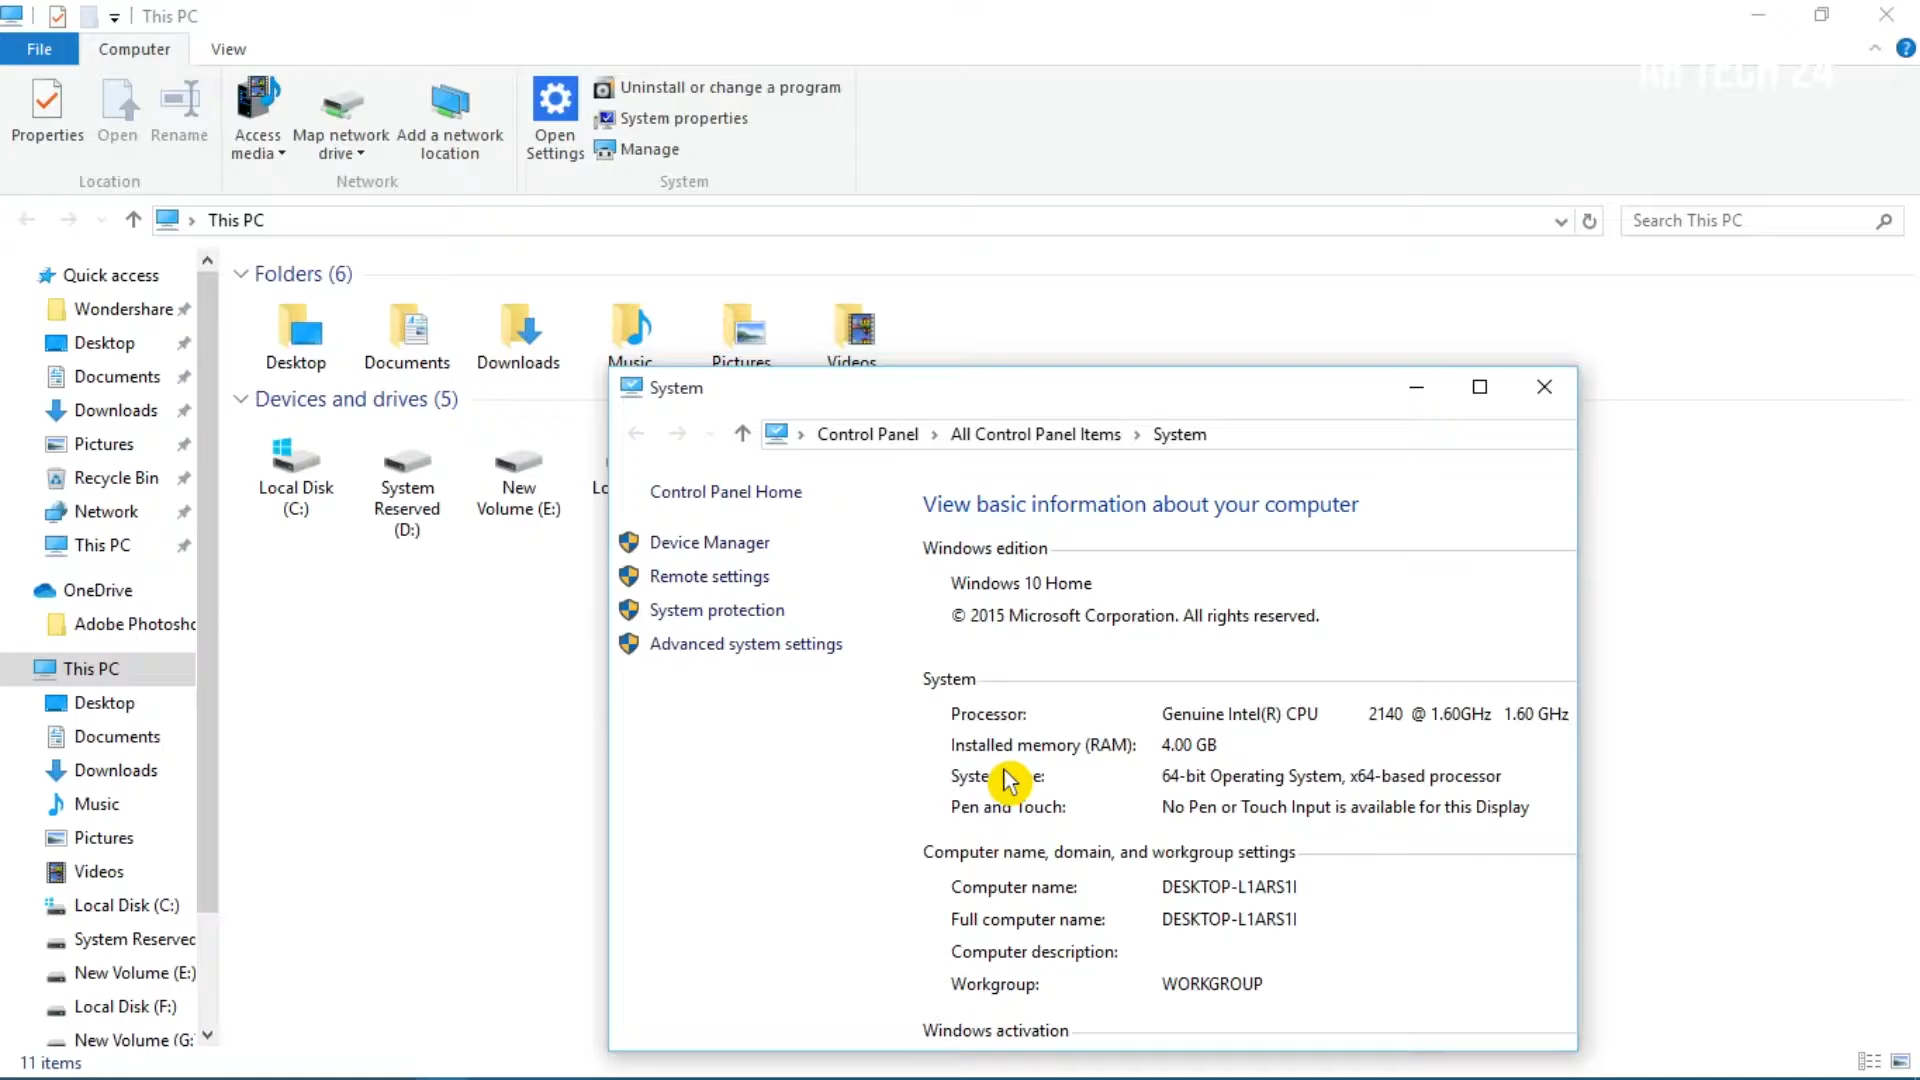 This PC
File Computer View
AR TECH 24
Uninstall or change a program
System properties
Manage
Properties Open Rename
Access media
Map network drive
Add a network location
Open Settings
Location Network System
This PC
Search This PC
Quick access
Wondershare
Desktop
Documents
Downloads
Pictures
Recycle Bin
Network
This PC
OneDrive
Adobe Photosho
This PC
Desktop
Documents
Downloads
Music
Pictures
Videos
Local Disk (C:)
System Reserved
New Volume (E:)
Local Disk (F:)
New Volume (G:
11 items
Folders (6)
Desktop Documents Downloads Music Pictures Videos
Devices and drives (5)
Local Disk (C:)
System Reserved (D:)
New Volume (E:)
Lo
System
Control Panel All Control Panel Items System
Control Panel Home
Device Manager
Remote settings
System protection
Advanced system settings
View basic information about your computer
Windows edition
Windows 10 Home
© 2015 Microsoft Corporation. All rights reserved.
System
Processor: Genuine Intel(R) CPU 2140 @ 1.60GHz 1.60 GHz
Installed memory (RAM): 4.00 GB
64-bit Operating System, x64-based processor
Pen and Touch: No Pen or Touch Input is available for this Display
Computer name, domain, and workgroup settings
Computer name: DESKTOP-L1ARS1I
Full computer name: DESKTOP-L1ARS1I
Computer description:
Workgroup: WORKGROUP
Windows activation